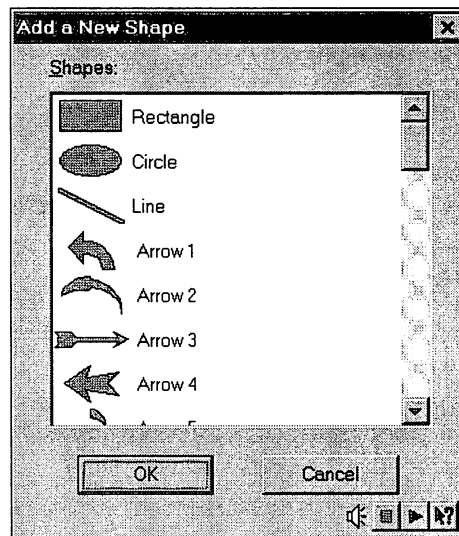 Add a New Shape
Shapes:
Rectangle
Circle
Line
Arrow 1
Arrow 2
Arrow 3
Arrow 4
OK
Cancel